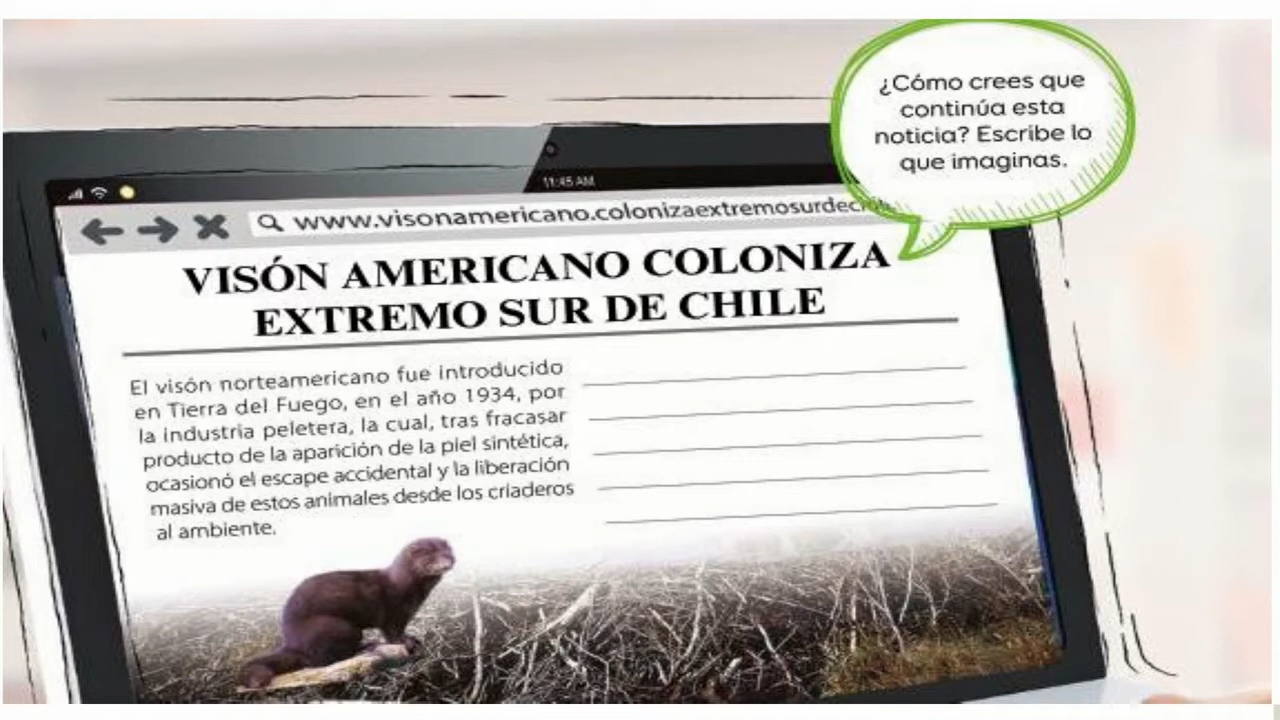 ¿Cómo crees que
continúa esta
noticia? Escribe lo
que imaginas.
11:45 AM
www.visonamericano.colonizaextremosurdec
VISÓN AMERICANO COLONIZA
EXTREMO SUR DE CHILE
El visón norteamericano fue introducido
en Tierra del Fuego, en el año 1934, por
la industria peletera, la cual, tras fracasar
producto de la aparición de la piel sintética,
ocasionó el escape accidental y la liberación
masiva de estos animales desde los criaderos
al ambiente.